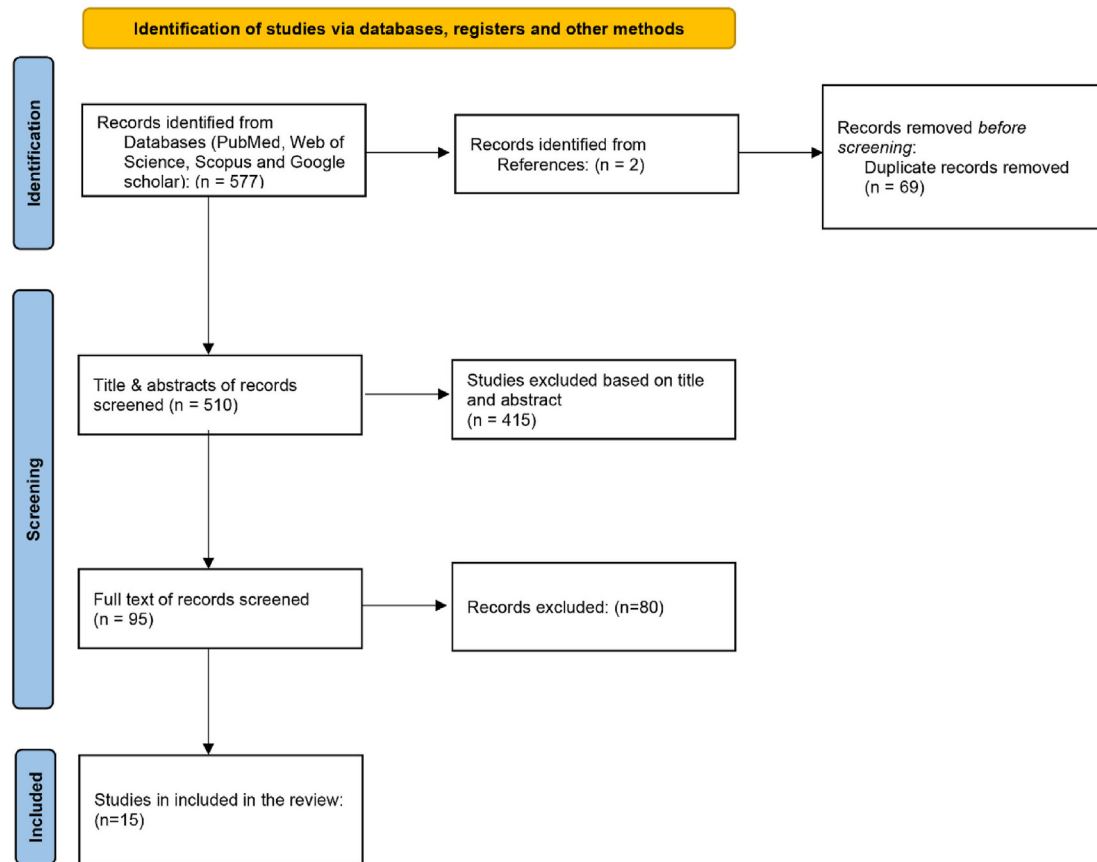 Identification of studies via databases, registers and other methods
Identification
Records identified from
Databases (PubMed, Web of
Science, Scopus and Google
scholar): (n = 577)
Records identified from
References: (n = 2)
Records removed before
screening:
Duplicate records removed
(n = 69)
Screening
Title & abstracts of records
screened (n = 510)
Studies excluded based on title
and abstract
(n = 415)
Full text of records screened
(n = 95)
Records excluded: (n=80)
Included
Studies in included in the review:
(n=15)